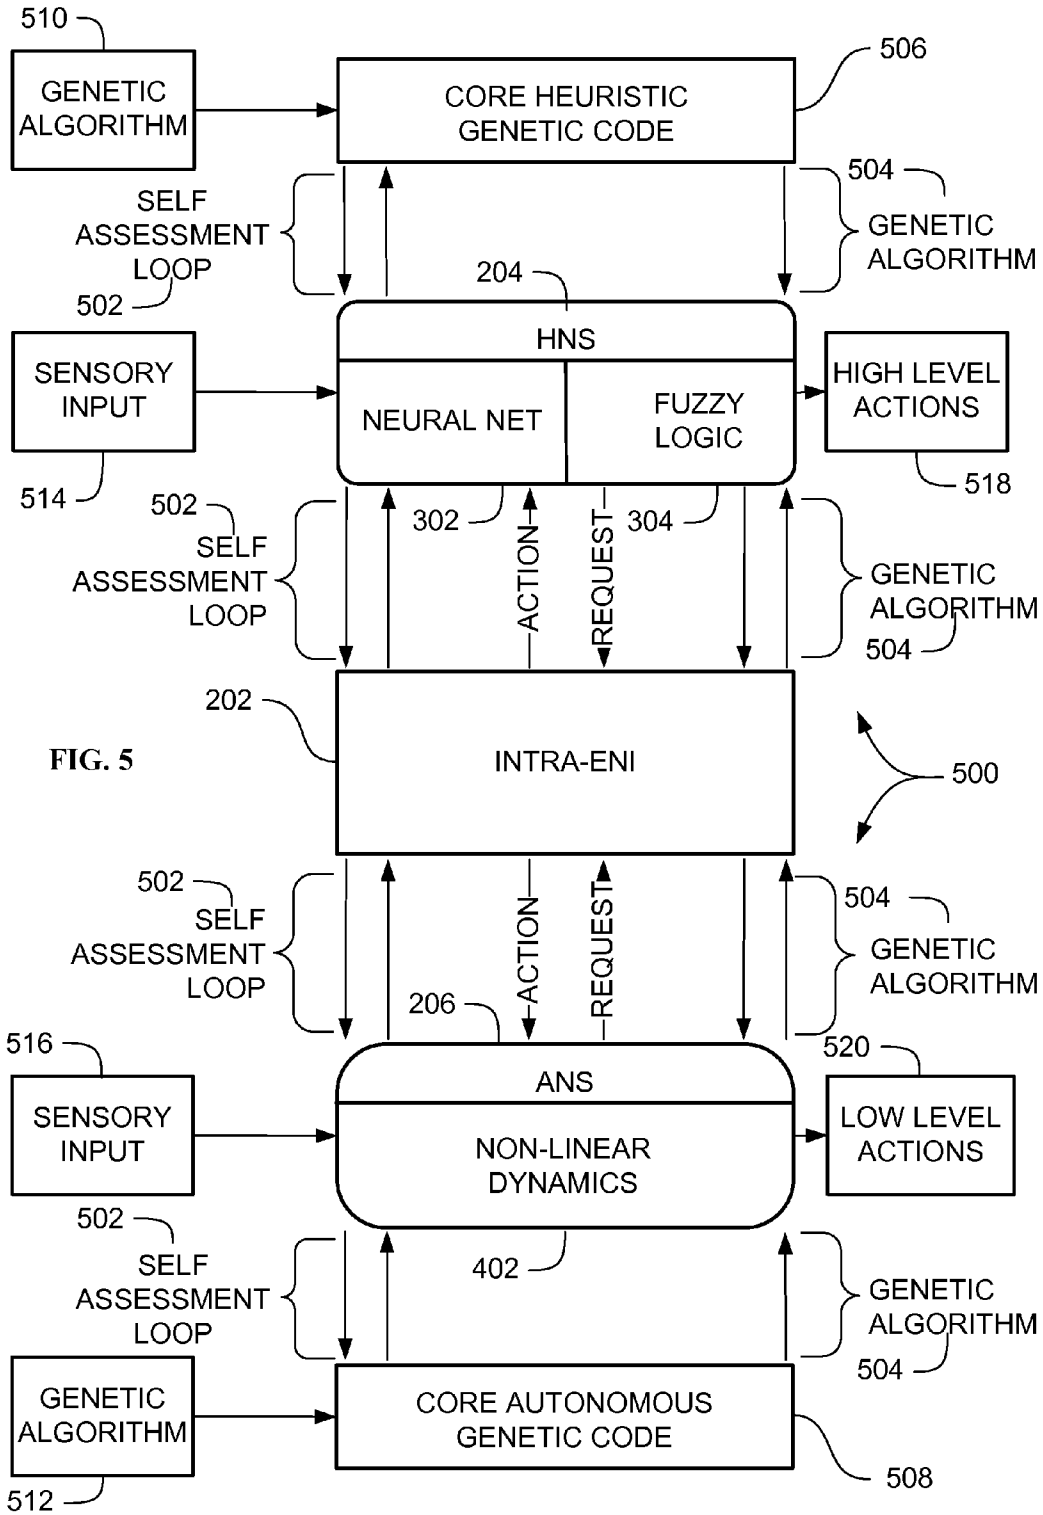 510
GENETIC
ALGORITHM
CORE HEURISTIC
GENETIC CODE
506
SELF
ASSESSMENT
LOOP
502
504
GENETIC
ALGORITHM
204
HNS
SENSORY
INPUT
514
NEURAL NET
FUZZY
LOGIC
HIGH LEVEL
ACTIONS
518
302
304
502
SELF
ASSESSMENT
LOOP
ACTION
REQUEST
GENETIC
ALGORITHM
504
202
INTRA-ENI
FIG. 5
500
502
SELF
ASSESSMENT
LOOP
ACTION
REQUEST
504
GENETIC
ALGORITHM
206
516
SENSORY
INPUT
ANS
NON-LINEAR
DYNAMICS
520
LOW LEVEL
ACTIONS
402
502
SELF
ASSESSMENT
LOOP
GENETIC
ALGORITHM
504
GENETIC
ALGORITHM
512
CORE AUTONOMOUS
GENETIC CODE
508